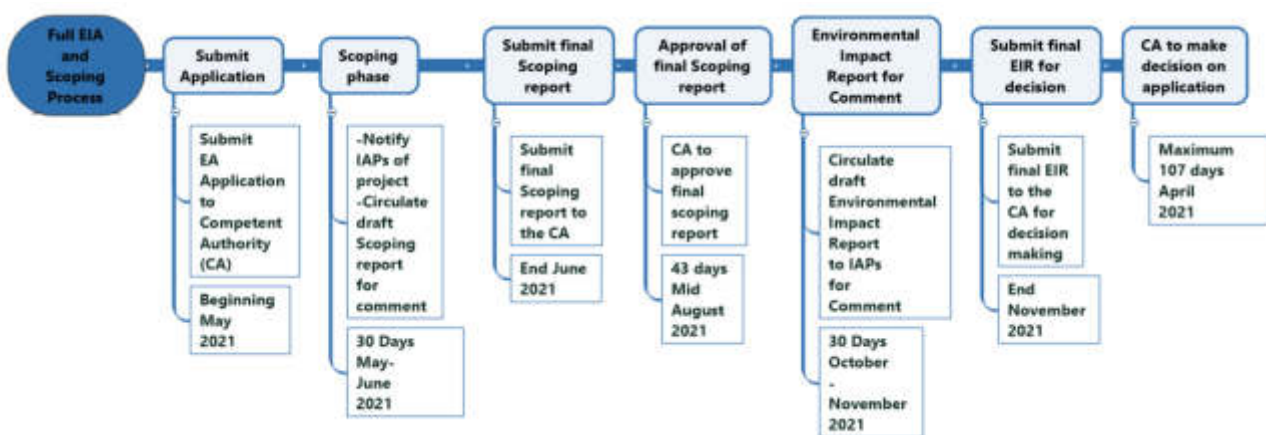 Full EIA
and
Scoping
Process
Submit
Application
Submit
EA
Application
to
Competent
Authority
(CA)
Beginning
May
2021
Scoping
phase
-Notify
IAPs of
project
-Circulate
draft
Scoping
report
for
comment
30 Days
May-
June
2021
Submit final
Scoping
report
Submit
final
Scoping
report to
the CA
End June
2021
Approval of
final Scoping
report
CA to
approve
final
scoping
report
43 days
Mid
August
2021
Environmental
Impact
Report for
Comment
Circulate
draft
Environmental
Impact
Report
to IAPs
for
Comment
30 Days
October
-
November
2021
Submit final
EIR for
decision
Submit
final EIR
to the
CA for
decision
making
End
November
2021
CA to make
decision on
application
Maximum
107 days
April
2021